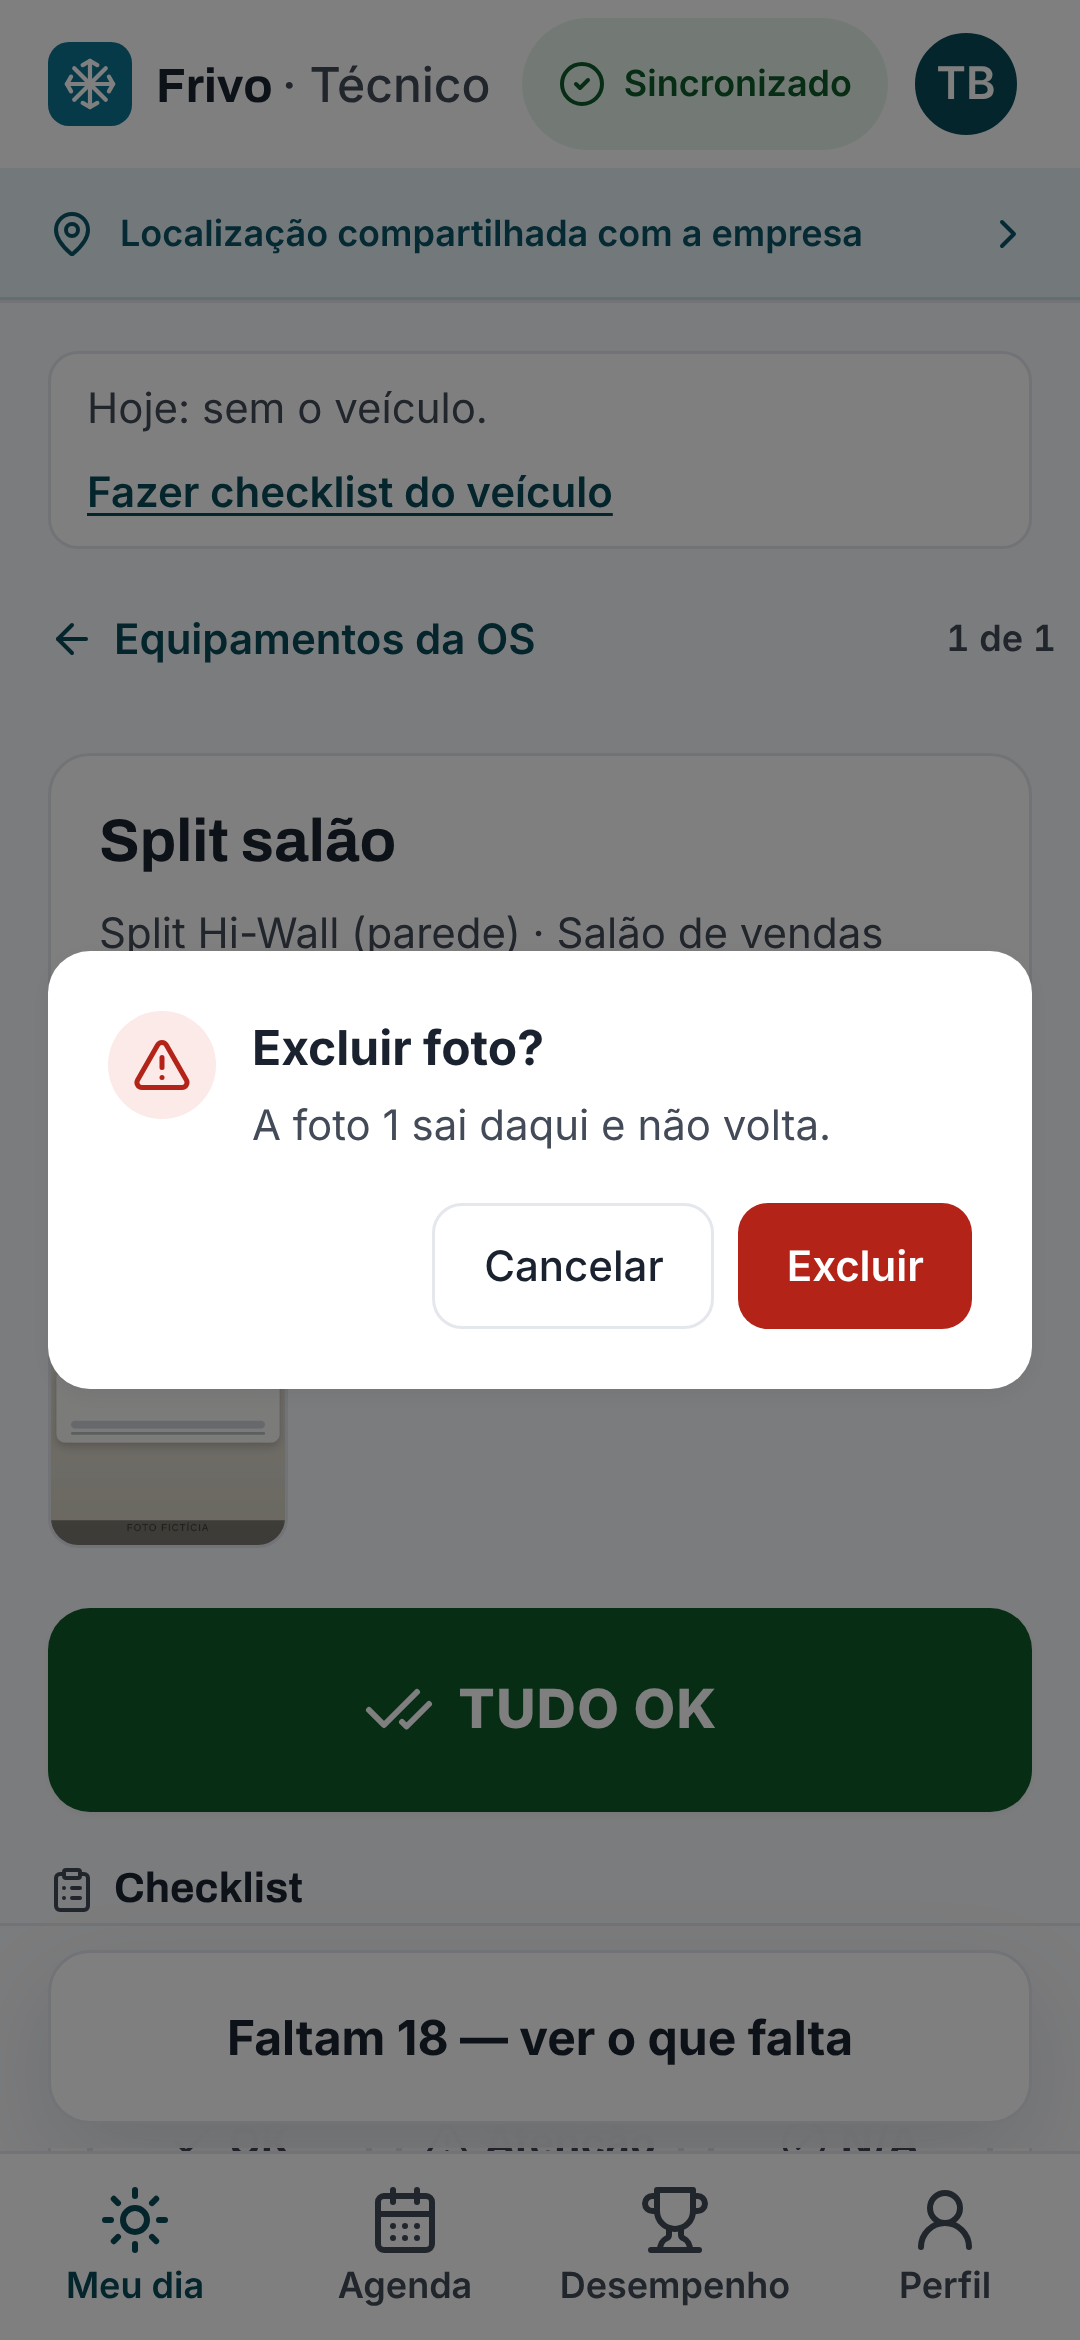 Frivo · Técnico
Sincronizado
TB
Localização compartilhada com a empresa
Hoje: sem o veículo.
Fazer checklist do veículo
Equipamentos da OS
1 de 1
Split salão
Split Hi-Wall (parede) · Salão de vendas
Excluir foto?
A foto 1 sai daqui e não volta.
Cancelar
Excluir
FOTO FICTÍCIA
TUDO OK
Checklist
Faltam 18 — ver o que falta
Meu dia
Agenda
Desempenho
Perfil